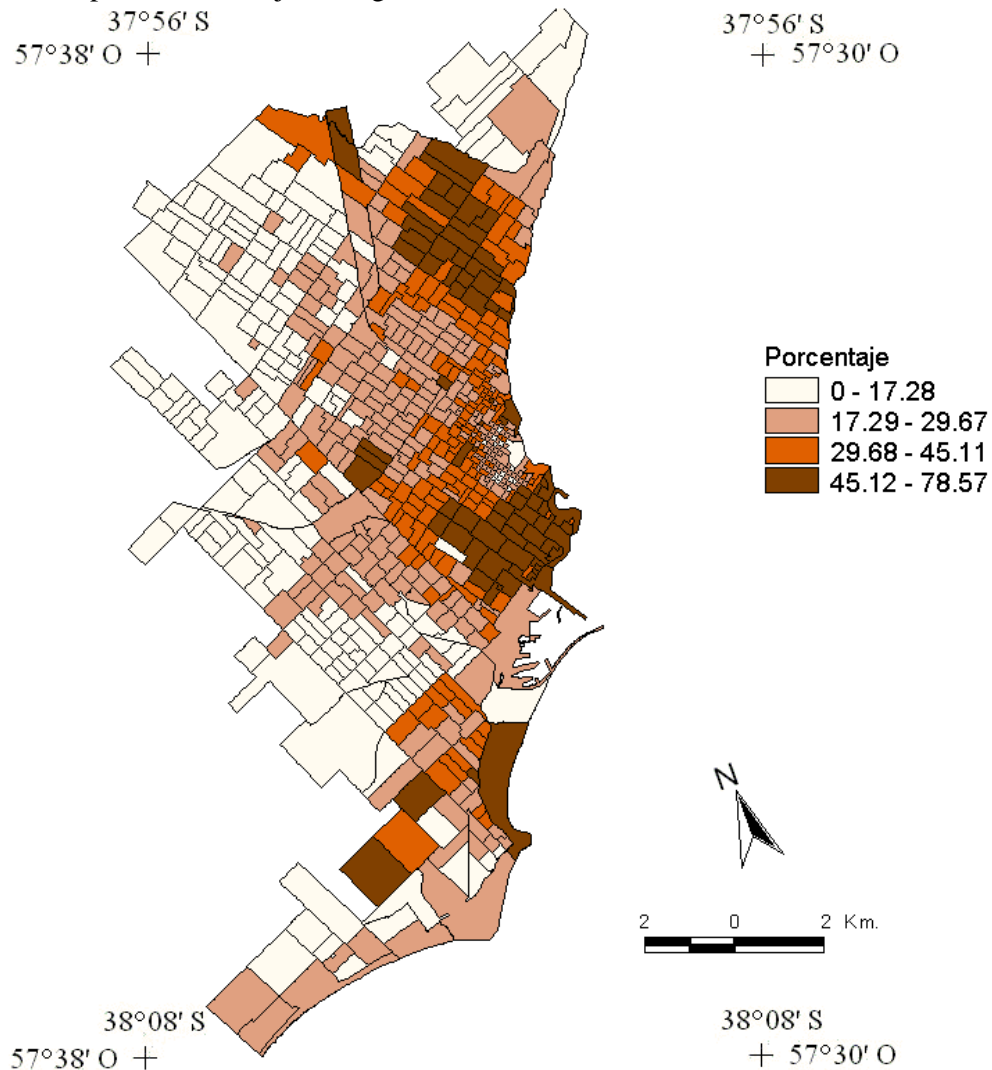 37°56' S
57°38' O
37°56' S
57°30' O
Porcentaje
0 - 17.28
17.29 - 29.67
29.68 - 45.11
45.12 - 78.57
N
2 0 2 Km.
38°08' S
57°38' O
38°08' S
57°30' O